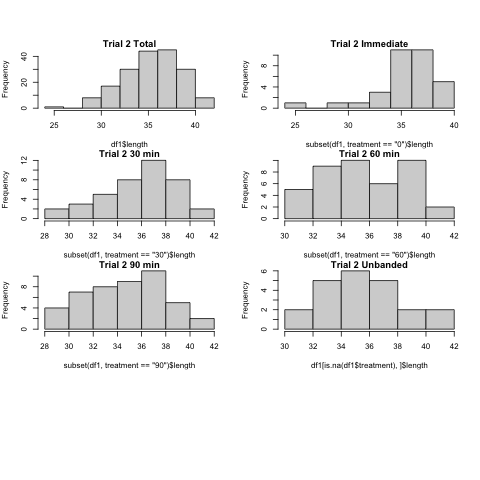 Trial 2 Total
Frequency
0 20 40
25 30 35 40
df1$length
Trial 2 Immediate
Frequency
0 4 8
25 30 35 40
subset(df1, treatment == "0")$length
Trial 2 30 min
Frequency
0 4 8 12
28 30 32 34 36 38 40 42
subset(df1, treatment == "30")$length
Trial 2 60 min
Frequency
0 2 4 6 8
30 32 34 36 38 40 42
subset(df1, treatment == "60")$length
Trial 2 90 min
Frequency
0 4 8
28 30 32 34 36 38 40 42
subset(df1, treatment == "90")$length
Trial 2 Unbanded
Frequency
0 1 2 3 4 5 6
30 32 34 36 38 40 42
df1[is.na(df1$treatment), ]$length